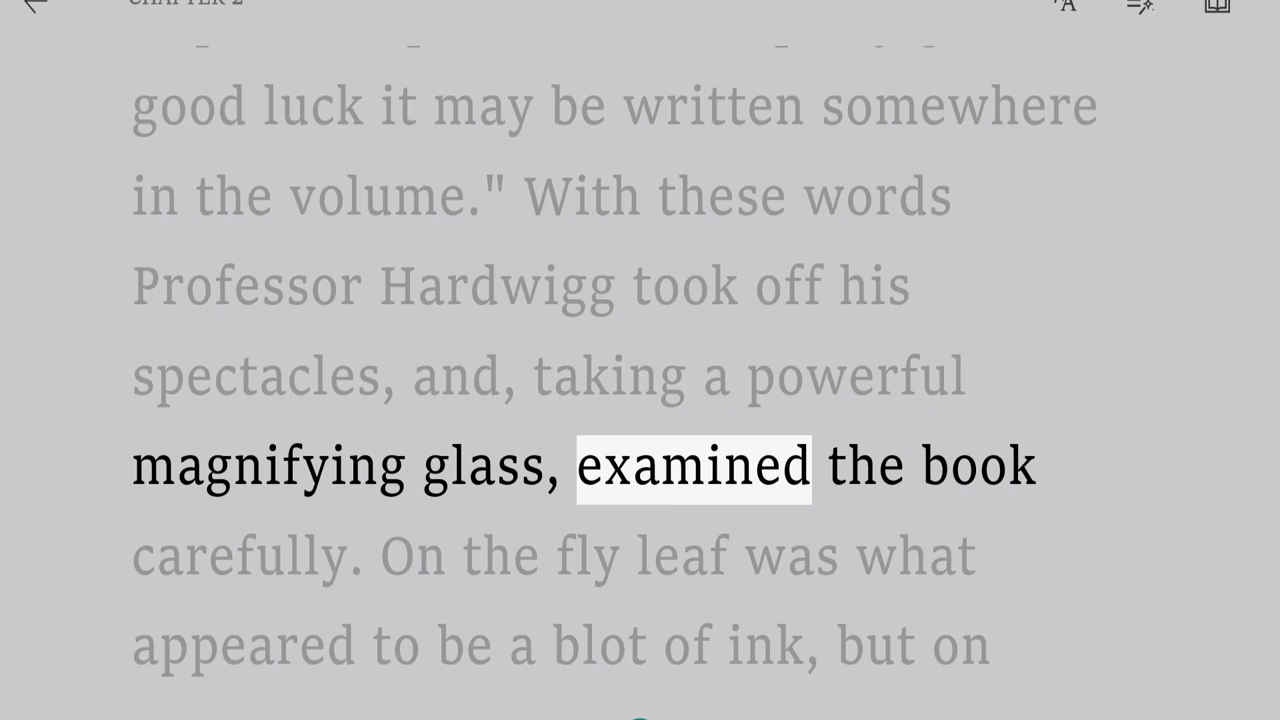 CHAPTER 2
good luck it may be written somewhere
in the volume." With these words
Professor Hardwigg took off his
spectacles, and, taking a powerful
magnifying glass, examined the book
carefully. On the fly leaf was what
appeared to be a blot of ink, but on